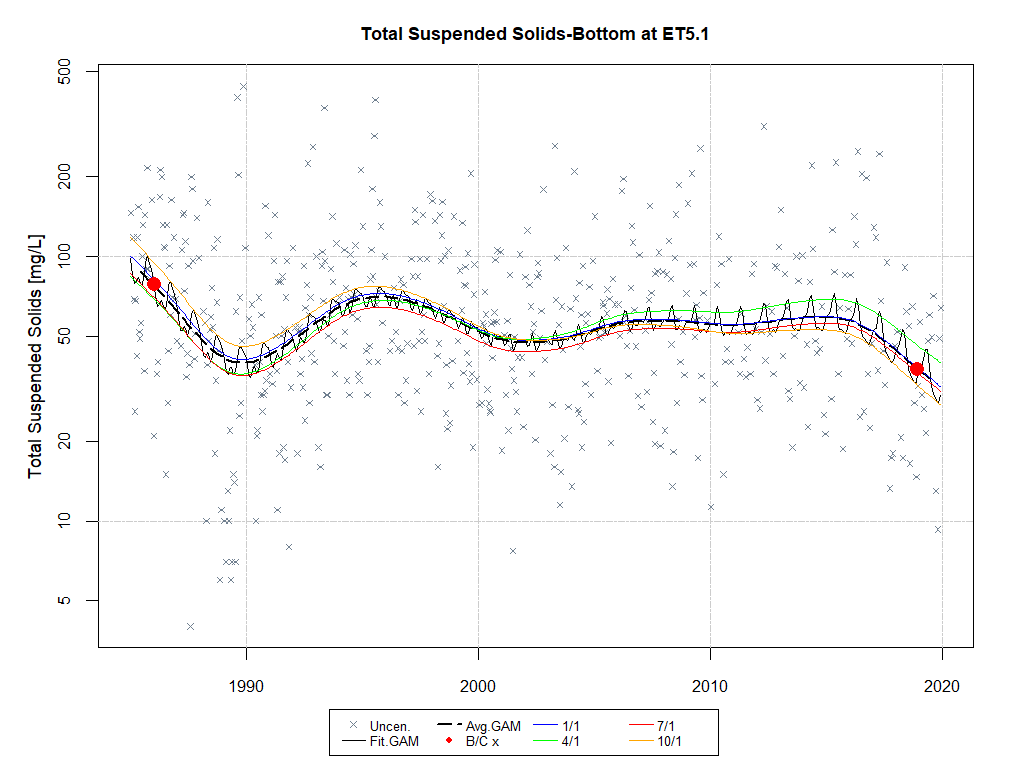 Total Suspended Solids-Bottom at ET5.1
Total Suspended Solids [mg/L]
500
200
100
50
20
10
5
1990 2000 2010 2020
Uncen. Avg.GAM 1/1 7/1
Fit.GAM B/C x 4/1 10/1